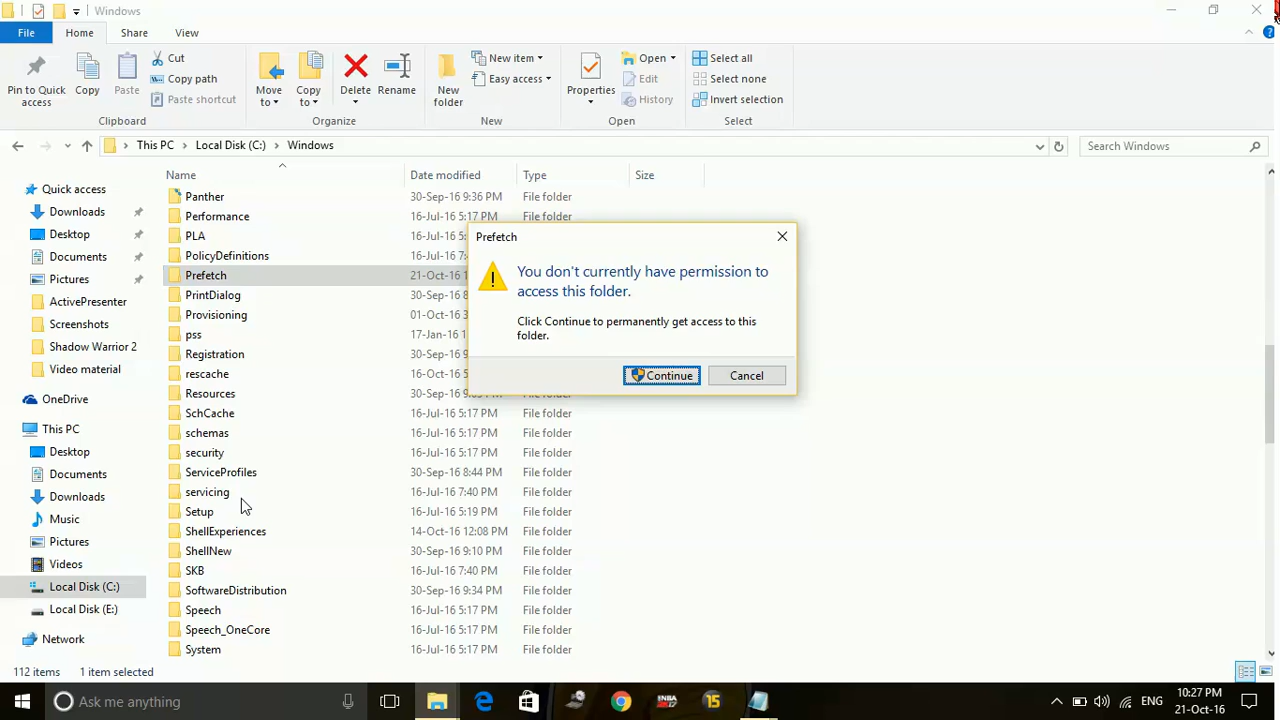 Windows
File Home Share View
Pin to Quick access
Copy
Paste
Cut
Copy path
Paste shortcut
Clipboard
Move to
Copy to
Delete
Rename
Organize
New folder
New item
Easy access
New
Properties
Open
Edit
History
Open
Select all
Select none
Invert selection
Select
This PC Local Disk (C:) Windows
Search Windows
Name Date modified Type Size
Quick access
Downloads
Desktop
Documents
Pictures
ActivePresenter
Screenshots
Shadow Warrior 2
Video material
OneDrive
This PC
Desktop
Documents
Downloads
Music
Pictures
Videos
Local Disk (C:)
Local Disk (E:)
Network
Panther 30-Sep-16 9:36 PM File folder
Performance 16-Jul-16 5:17 PM File folder
PLA 16-Jul-16 5:
PolicyDefinitions 16-Jul-16 7:
Prefetch 21-Oct-16 1
PrintDialog 30-Sep-16 8
Provisioning 01-Oct-16 3
pss 17-Jan-16
Registration 30-Sep-16
rescache 16-Oct-16
Resources 30-Sep-16 9:05 PM File folder
SchCache 16-Jul-16 5:17 PM File folder
schemas 16-Jul-16 5:17 PM File folder
security 16-Jul-16 5:17 PM File folder
ServiceProfiles 30-Sep-16 8:44 PM File folder
servicing 16-Jul-16 7:40 PM File folder
Setup 16-Jul-16 5:19 PM File folder
ShellExperiences 14-Oct-16 12:08 PM File folder
ShellNew 30-Sep-16 9:10 PM File folder
SKB 16-Jul-16 7:40 PM File folder
SoftwareDistribution 30-Sep-16 9:34 PM File folder
Speech 16-Jul-16 5:17 PM File folder
Speech_OneCore 16-Jul-16 5:17 PM File folder
System 16-Jul-16 5:17 PM File folder
Prefetch
You don't currently have permission to
access this folder.
Click Continue to permanently get access to this
folder.
Continue Cancel
112 items 1 item selected
Ask me anything
15
ENG
10:27 PM
21-Oct-16